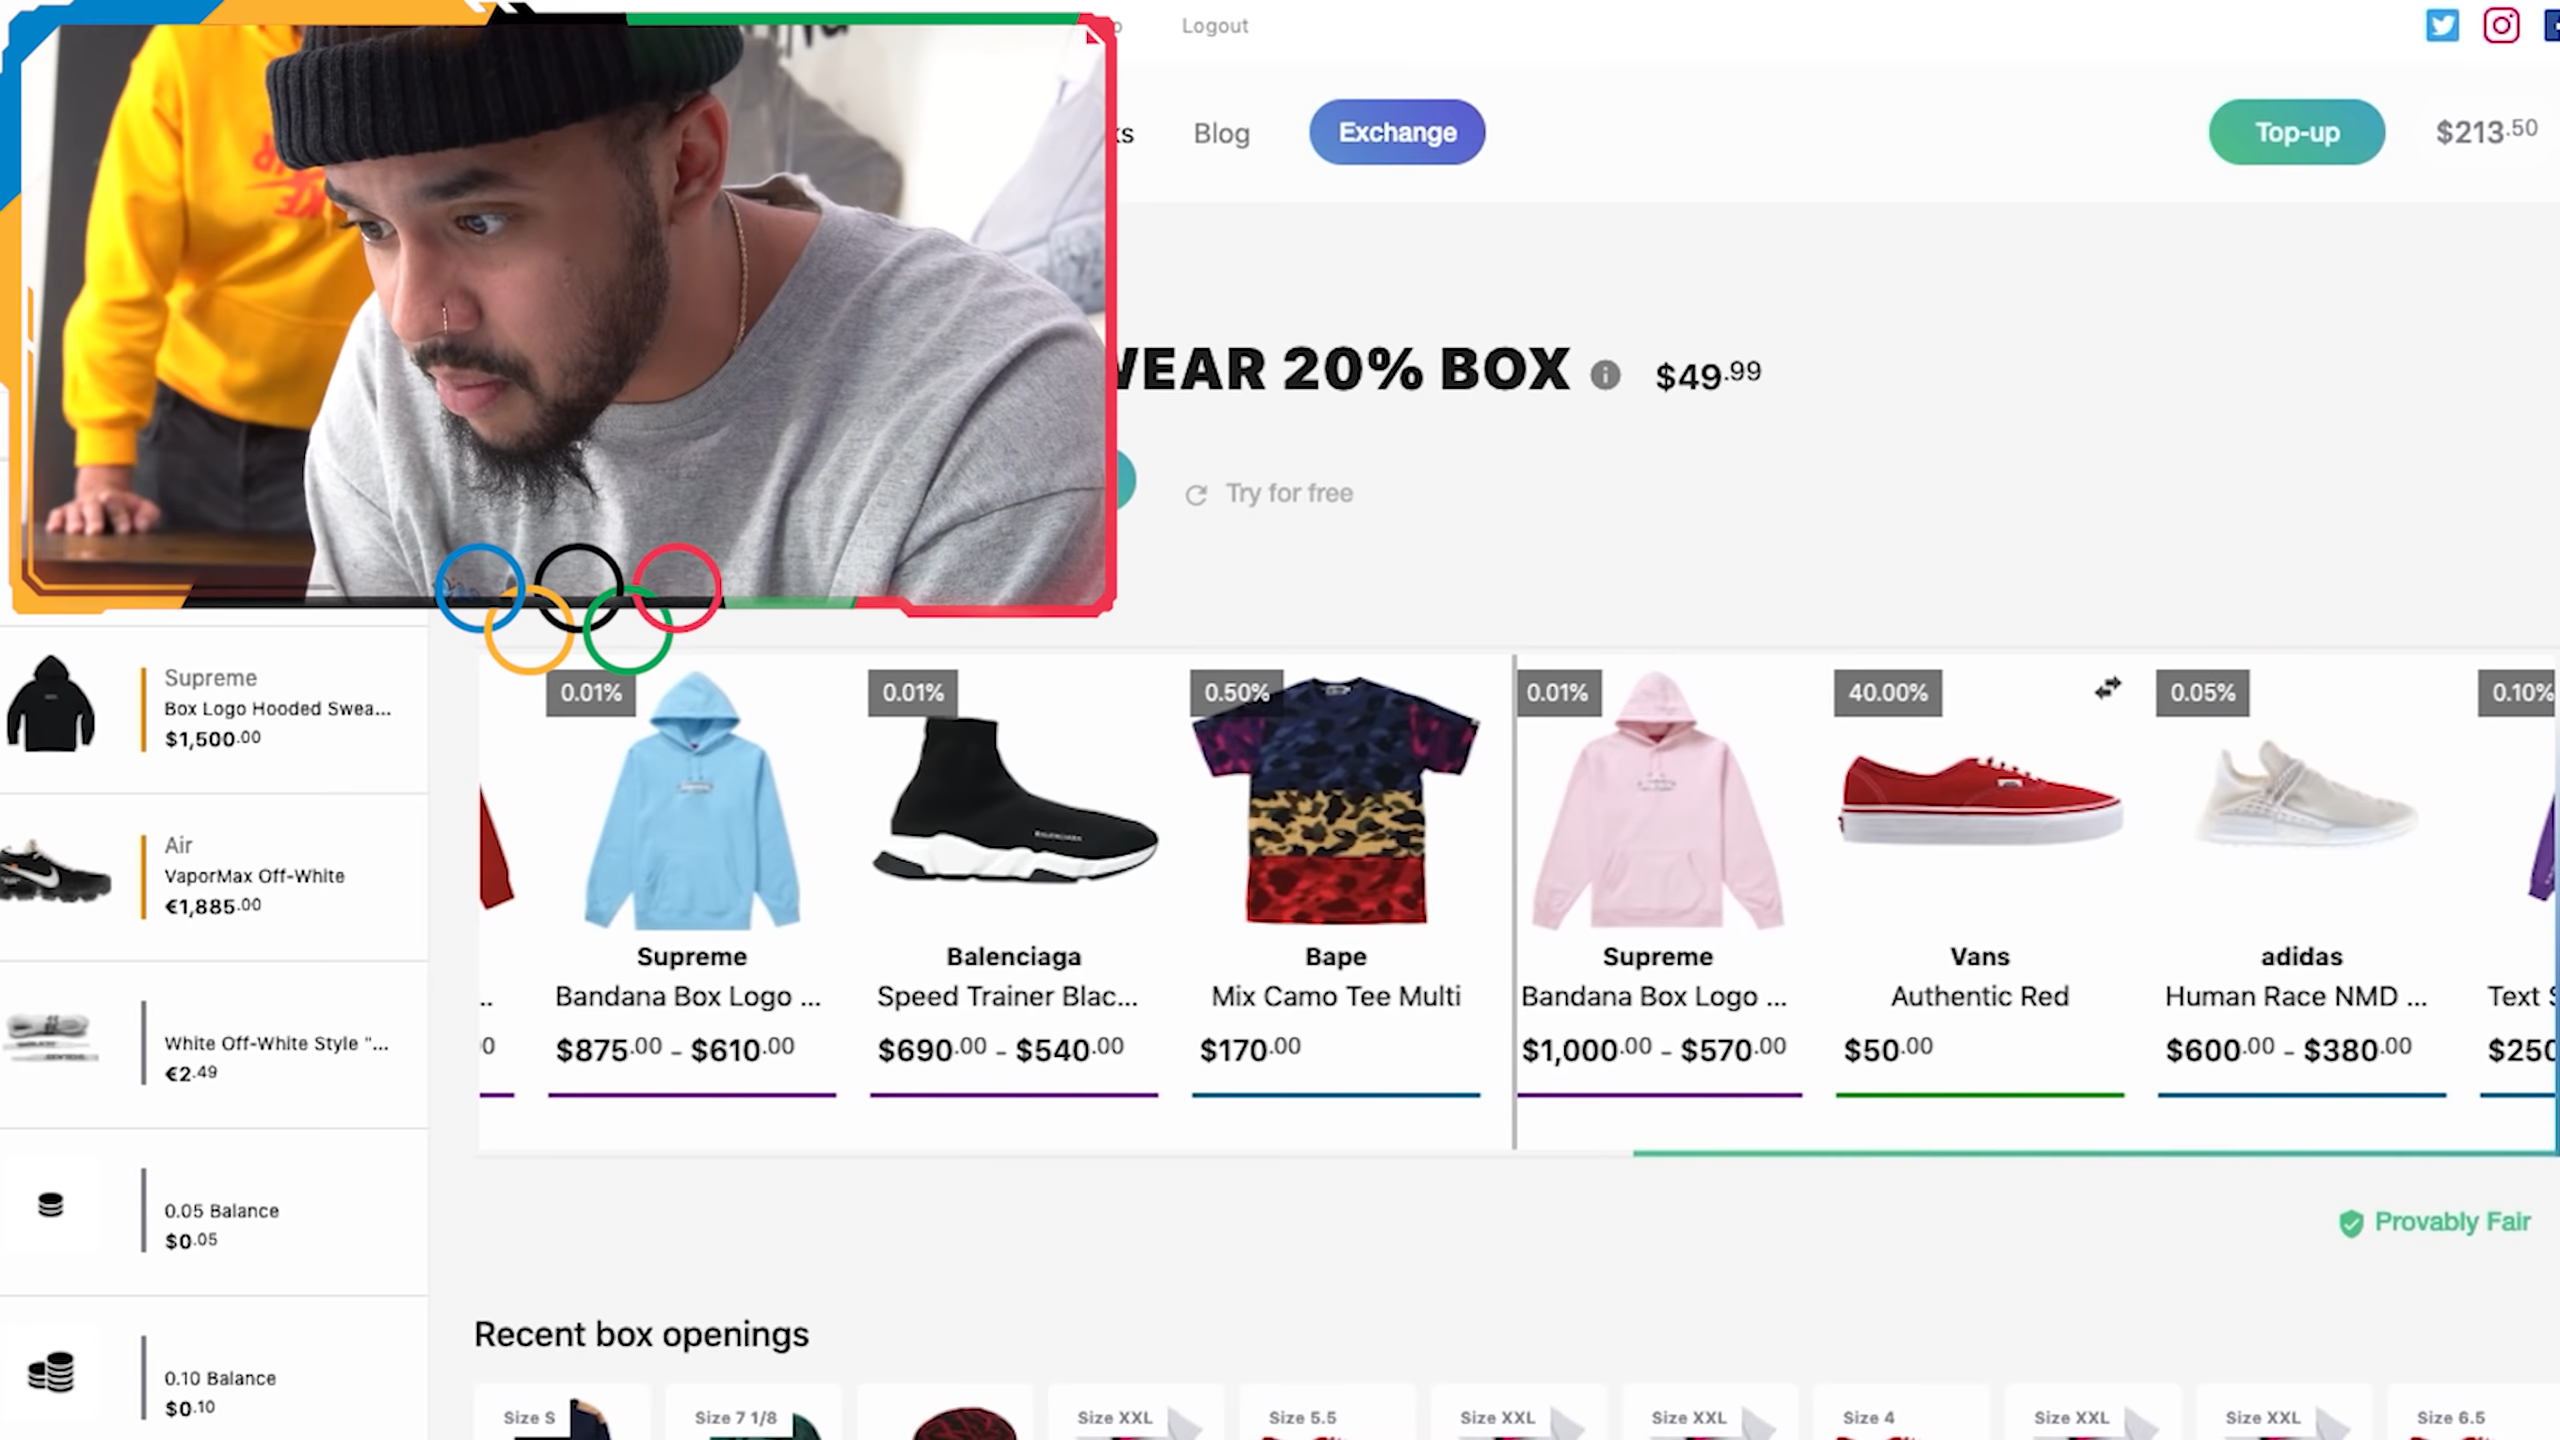 Logout
Blog
Exchange
Top-up
$213.50
WEAR 20% BOX
$49.99
Try for free
Supreme
Box Logo Hooded Swea...
$1,500.00
Air
VaporMax Off-White
€1,885.00
White Off-White Style "...
€2.49
0.05 Balance
$0.05
0.10 Balance
$0.10
0.01%
Supreme
Bandana Box Logo ...
$875.00 - $610.00
0.01%
Balenciaga
Speed Trainer Blac...
$690.00 - $540.00
0.50%
Bape
Mix Camo Tee Multi
$170.00
0.01%
Supreme
Bandana Box Logo ...
$1,000.00 - $570.00
40.00%
Vans
Authentic Red
$50.00
0.05%
adidas
Human Race NMD ...
$600.00 - $380.00
0.10%
Text
$250
Provably Fair
Recent box openings
Size S
Size 7 1/8
Size XXL
Size 5.5
Size XXL
Size XXL
Size 4
Size XXL
Size XXL
Size 6.5